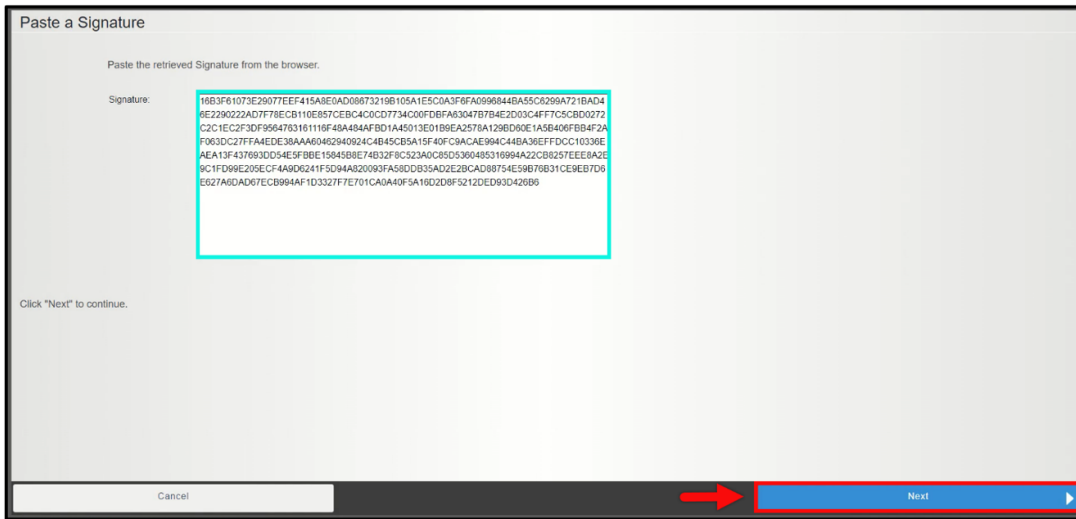 Paste a Signature
Paste the retrieved Signature from the browser.
Signature:
16B3F61073E29077EEF415A8E0AD08673219B105A1E5C0A3F6FA0996844BA55C6299A721BAD4
6E2290222AD7F78ECB110E857CEBC4C0CD7734C00FDBFA63047B7B4E2D03C4FF7C5CBD0272
C2C1EC2F3DF9564763161116F48A484AFBD1A45013E01B9EA2578A129BD60E1A5B406FBB4F2A
F063DC27FFA4EDE38AAA60462940924C4B45CB5A15F40FC9ACAE994C44BA36EFFDCC10336E
AEA13F437693DD54E5FBBE15845B8E74B32F8C523A0C85D5360485316994A22CB8257EEE8A2E
9C1FD99E205ECF4A9D6241F5D94A820093FA58DDB35AD2E2BCAD88754E59B76B31CE9EB7D6
E627A6DAD67ECB994AF1D3327F7E701CA0A40F5A16D2D8F5212DED93D426B6
Click "Next" to continue.
Cancel
Next